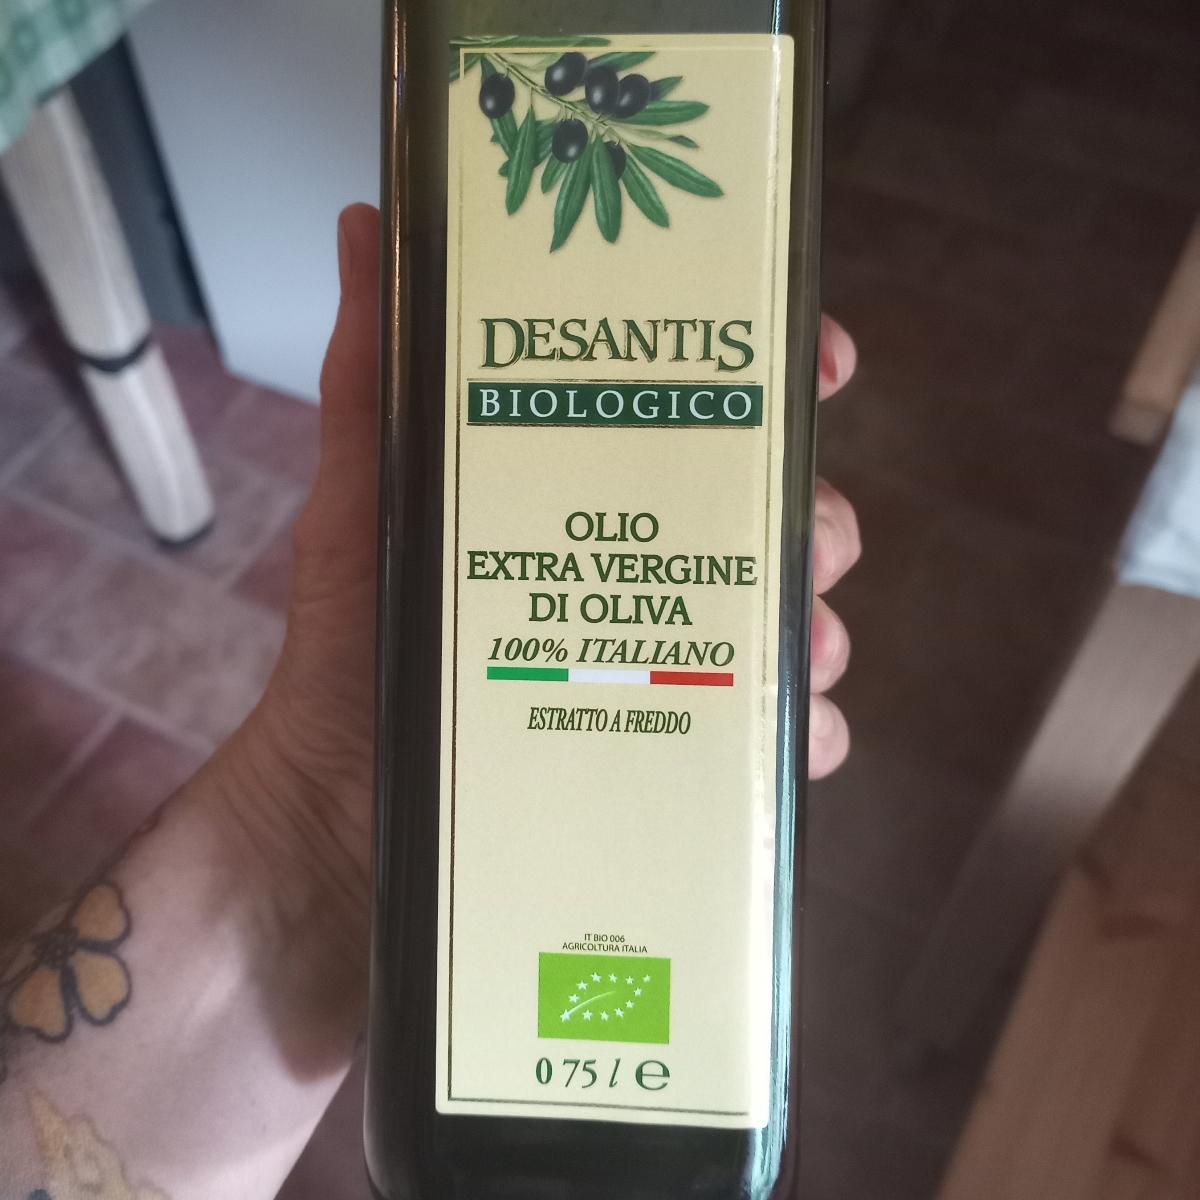 DESANTIS
BIOLOGICO
OLIO
EXTRA VERGINE
DI OLIVA
100% ITALIANO
ESTRATTO A FREDDO
IT BIO 006
AGRICOLTURA ITALIA
0 75 l ℮